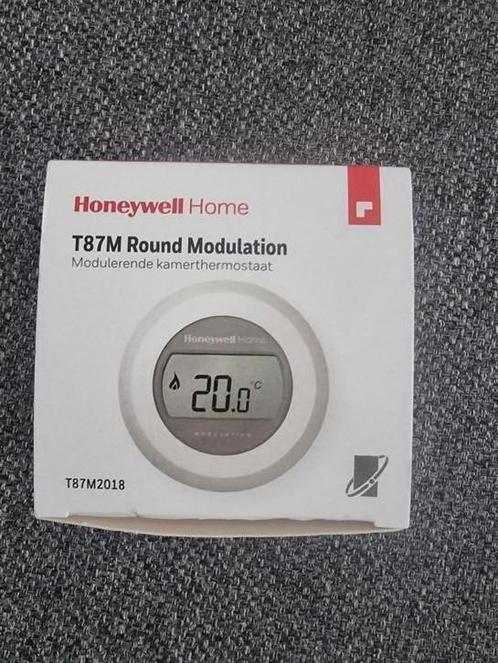 Honeywell Home
T87M Round Modulation
Modulerende kamerthermostaat
Honeywell Home
20.0 °C
MODULATION
T87M2018